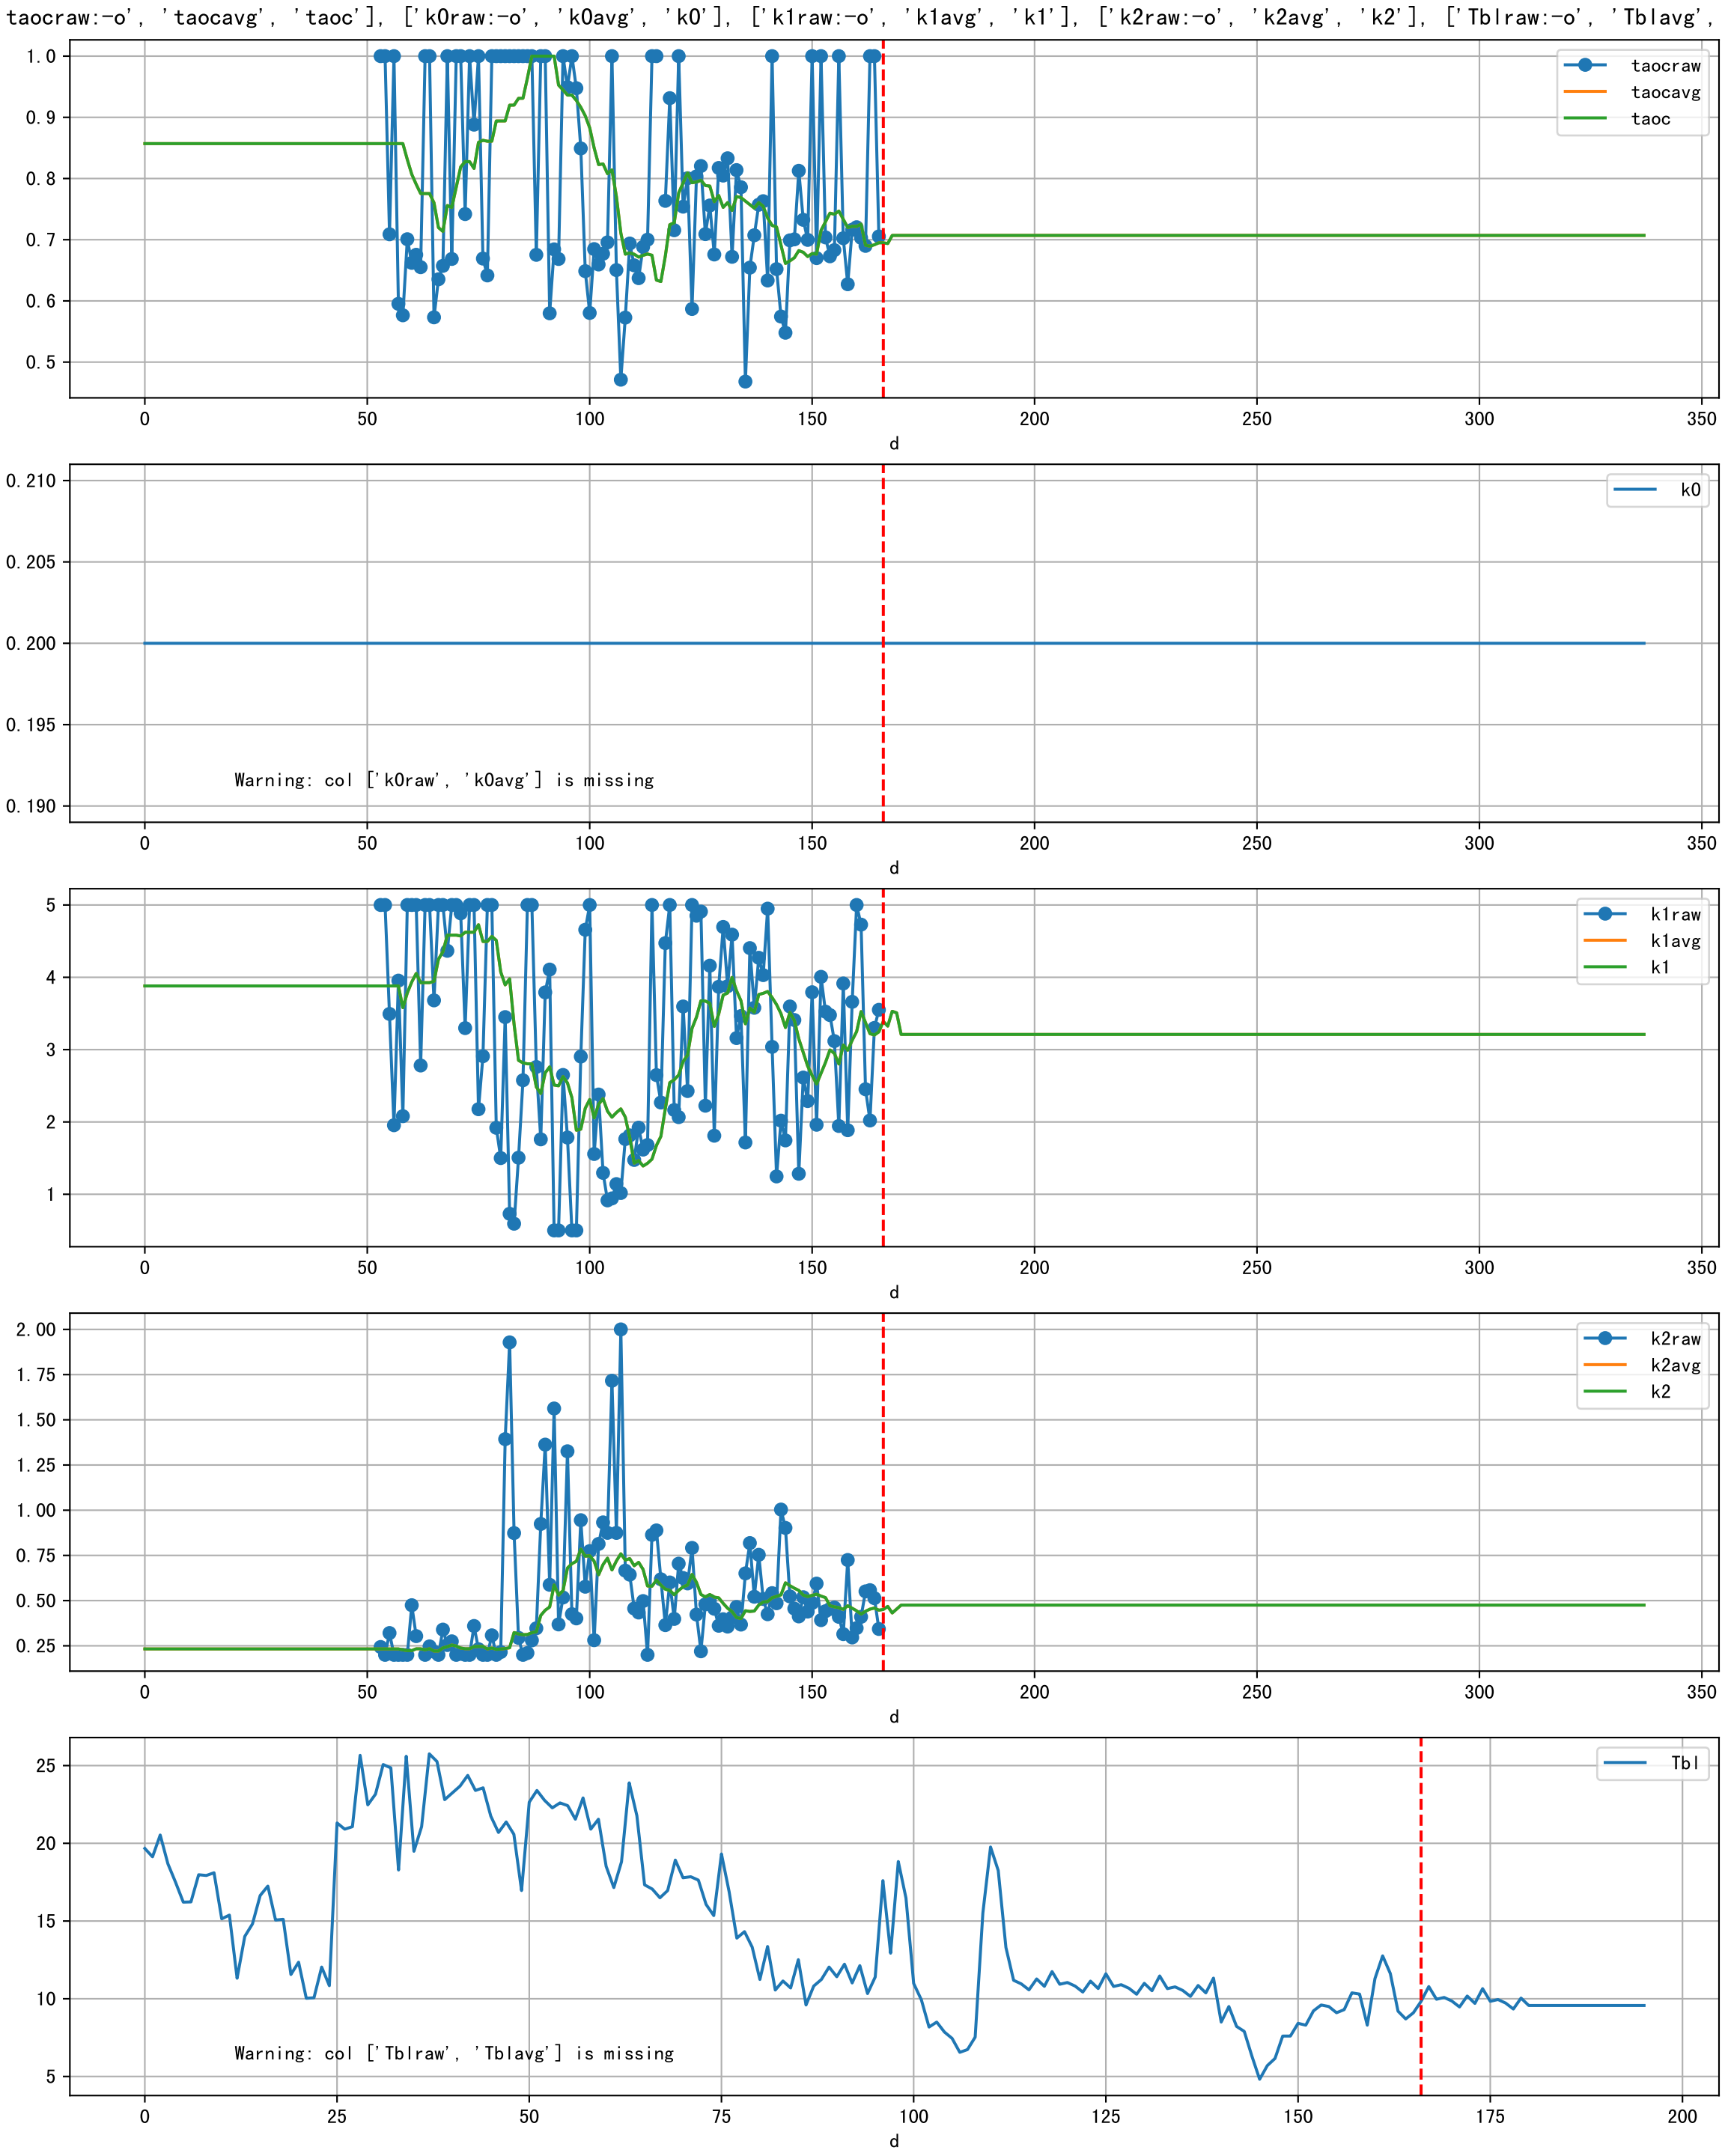 taocraw:-o', 'taocavg', 'taoc'], ['k0raw:-o', 'k0avg', 'k0'], ['k1raw:-o', 'k1avg', 'k1'], ['k2raw:-o', 'k2avg', 'k2'], ['Tblraw:-o', 'Tblavg',
1.0
0.9
0.8
0.7
0.6
0.5
taocraw
taocavg
taoc
0 50 100 150 200 250 300 350
d
0.210
0.205
0.200
0.195
0.190
k0
Warning: col ['k0raw', 'k0avg'] is missing
0 50 100 150 200 250 300 350
d
5
4
3
2
1
k1raw
k1avg
k1
0 50 100 150 200 250 300 350
d
2.00
1.75
1.50
1.25
1.00
0.75
0.50
0.25
k2raw
k2avg
k2
0 50 100 150 200 250 300 350
d
25
20
15
10
5
Tbl
Warning: col ['Tblraw', 'Tblavg'] is missing
0 25 50 75 100 125 150 175 200
d